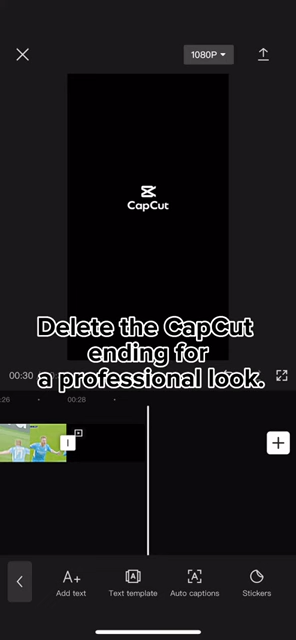 1080P
CapCut
Delete the CapCut
ending for
a professional look.
00:30
:26
00:28
Add text
Text template
Auto captions
Stickers